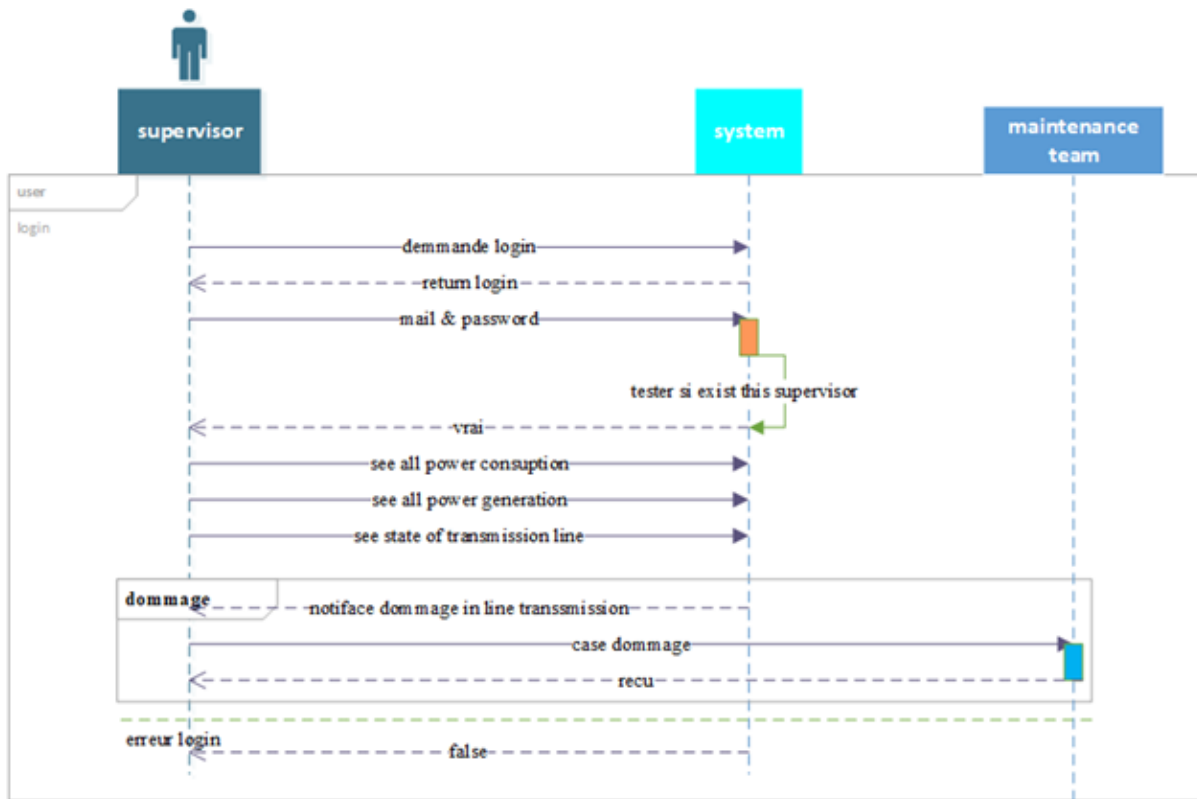 supervisor
system
maintenance
team
user
login
demmande login
return login
mail & password
tester si exist this supervisor
vrai
see all power consuption
see all power generation
see state of transmission line
dommage
notiface dommage in line transsmission
case dommage
recu
erreur login
false